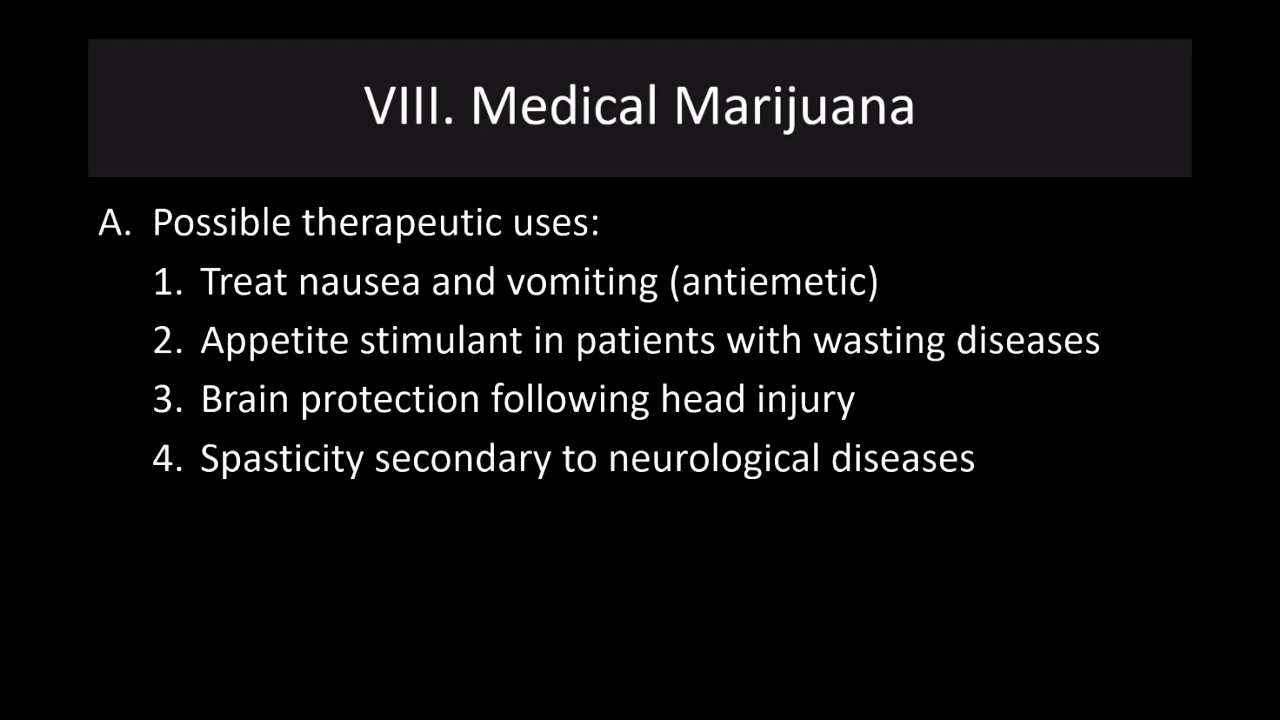 VIII. Medical Marijuana
A. Possible therapeutic uses:
1. Treat nausea and vomiting (antiemetic)
2. Appetite stimulant in patients with wasting diseases
3. Brain protection following head injury
4. Spasticity secondary to neurological diseases